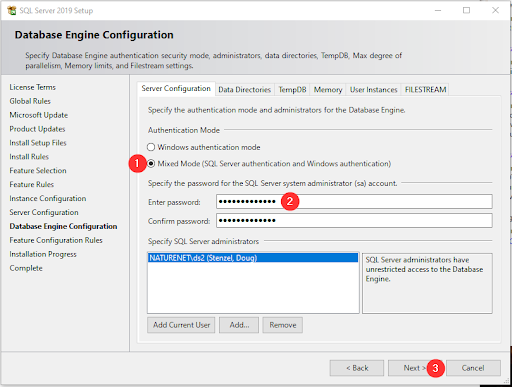 SQL Server 2019 Setup
Database Engine Configuration
Specify Database Engine authentication security mode, administrators, data directories, TempDB, Max degree of
parallelism, Memory limits, and Filestream settings.
License Terms
Global Rules
Microsoft Update
Product Updates
Install Setup Files
Install Rules
Feature Selection
Feature Rules
Instance Configuration
Server Configuration
Database Engine Configuration
Feature Configuration Rules
Installation Progress
Complete
Server Configuration Data Directories TempDB Memory User Instances FILESTREAM
Specify the authentication mode and administrators for the Database Engine.
Authentication Mode
Windows authentication mode
1 Mixed Mode (SQL Server authentication and Windows authentication)
Specify the password for the SQL Server system administrator (sa) account.
Enter password: ●●●●●●●●●●●●● 2
Confirm password: ●●●●●●●●●●●●●
Specify SQL Server administrators
NATURENET\ds2 (Stenzel, Doug)
SQL Server administrators have
unrestricted access to the Database
Engine.
Add Current User Add... Remove
< Back Next > 3 Cancel